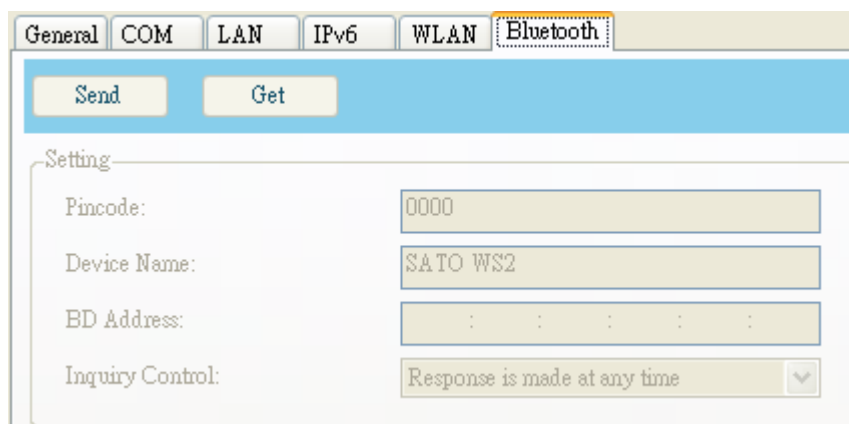 General COM LAN IPv6 WLAN Bluetooth
Send Get
Setting
Pincode: 0000
Device Name: SATO WS2
BD Address: : : : : :
Inquiry Control: Response is made at any time